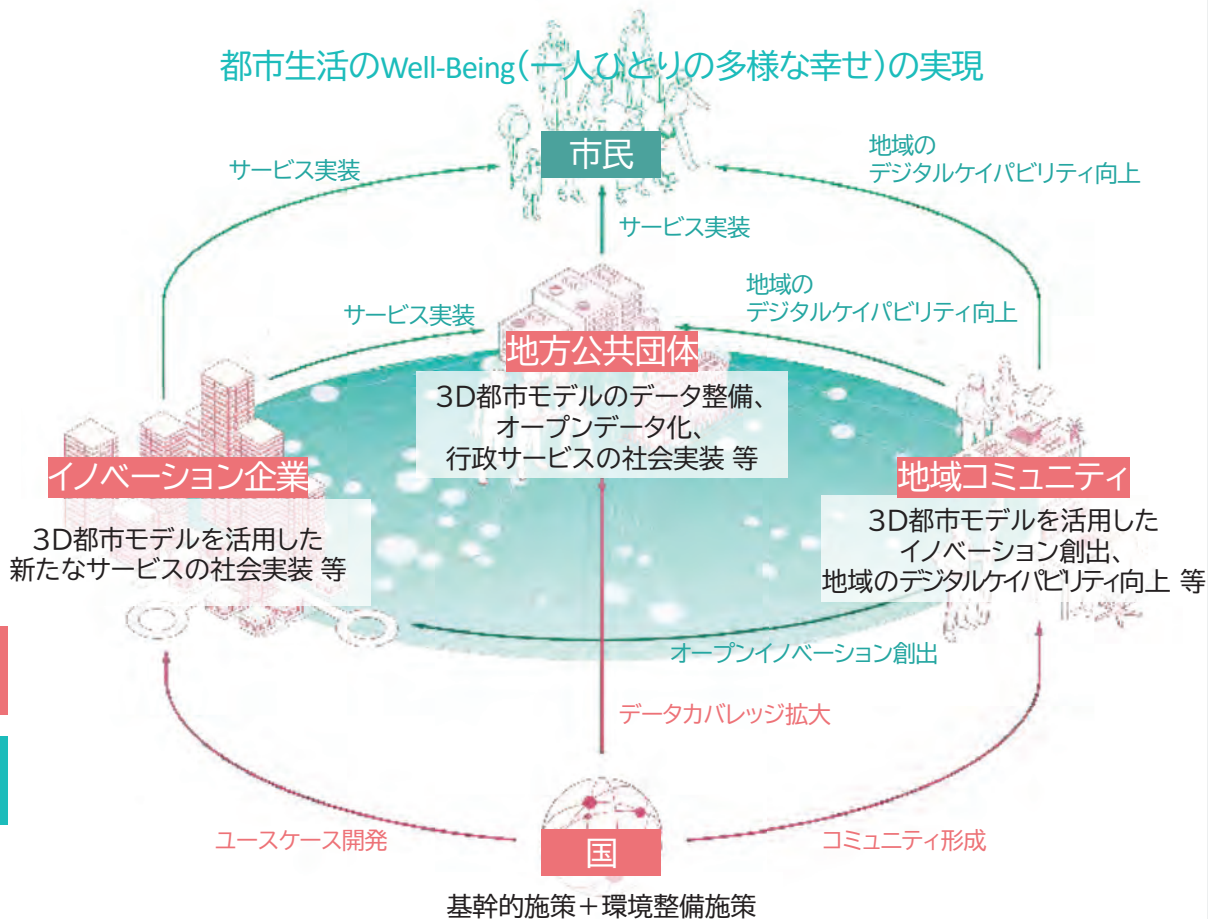 都市生活のWell-Being（一人ひとりの多様な幸せ）の実現
市民
サービス実装
地域の
デジタルケイパビリティ向上
サービス実装
サービス実装
地域の
デジタルケイパビリティ向上
地方公共団体
3D都市モデルのデータ整備、
オープンデータ化、
行政サービスの社会実装 等
イノベーション企業
3D都市モデルを活用した
新たなサービスの社会実装 等
地域コミュニティ
3D都市モデルを活用した
イノベーション創出、
地域のデジタルケイパビリティ向上 等
オープンイノベーション創出
データカバレッジ拡大
ユースケース開発
コミュニティ形成
国
基幹的施策＋環境整備施策